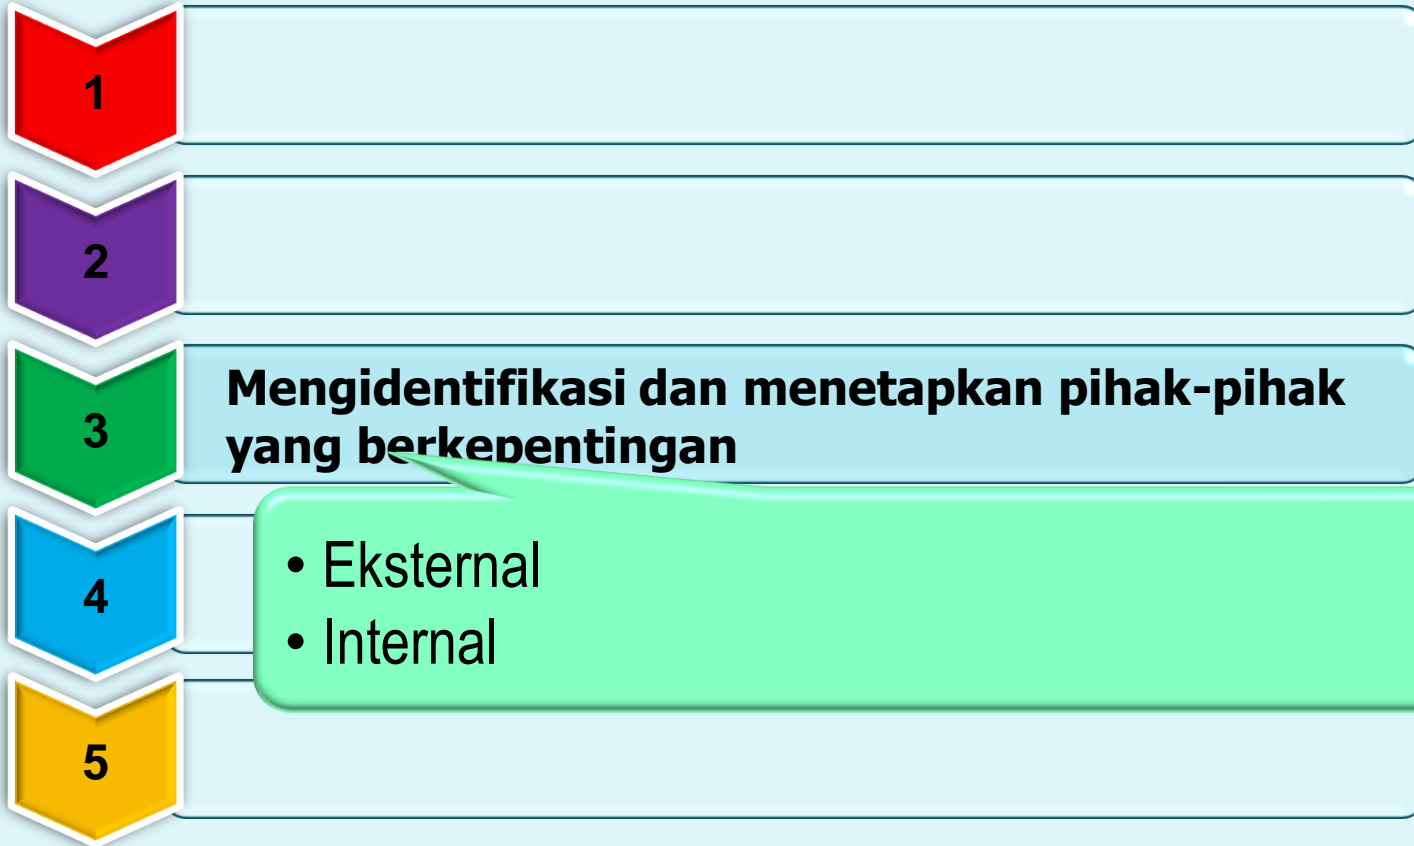 1
2
3
Mengidentifikasi dan menetapkan pihak-pihak
yang berkepentingan
4
• Eksternal
• Internal
5